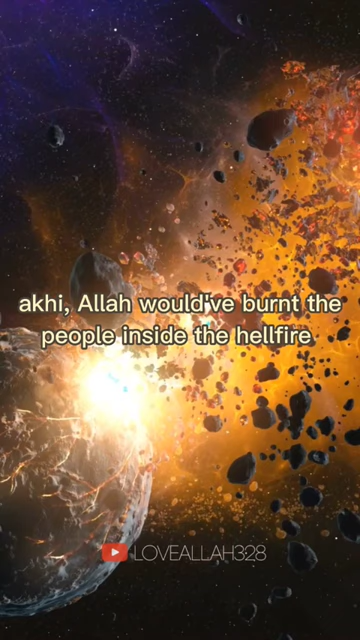 akhi, Allah would've burnt the
people inside the hellfire
LOVEALLAH328